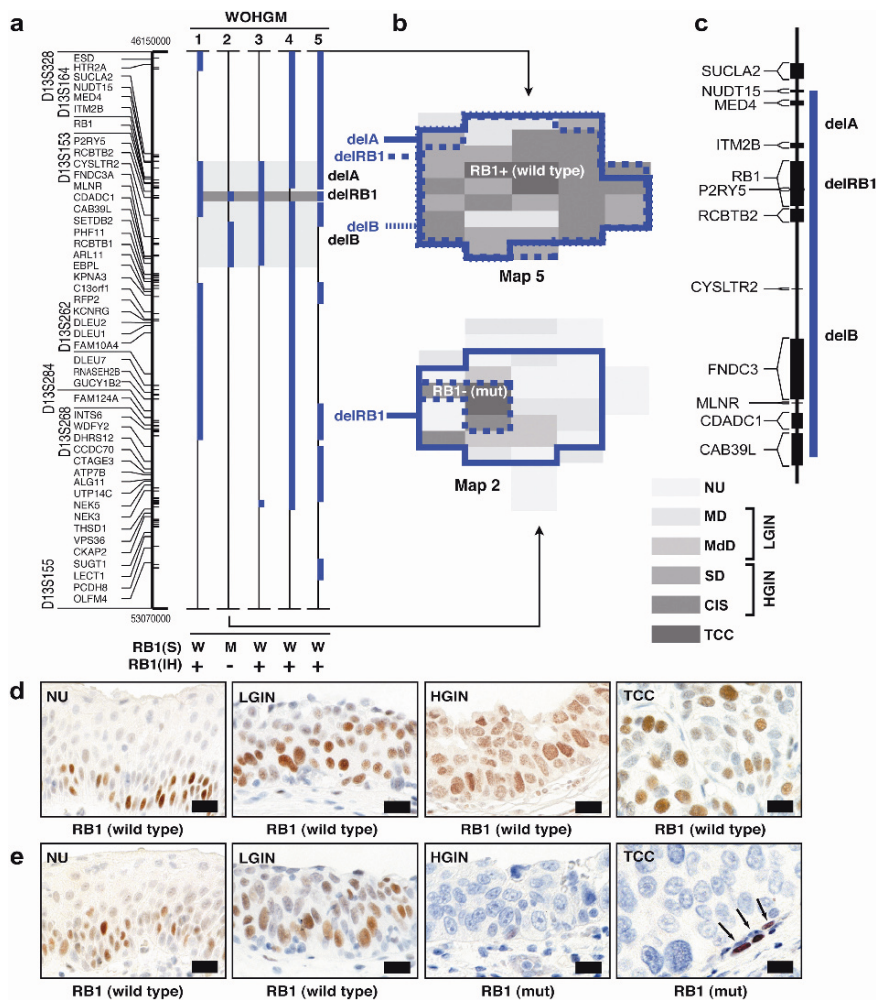 a
WOHGM
1 2 3 4 5
46150000
D13S328
D13S164
D13S153
D13S262
D13S284
D13S268
D13S155
ESD
HTR2A
SUCLA2
NUDT15
MED4
ITM2B
RB1
P2RY5
RCBTB2
CYSLTR2
FNDC3A
MLNR
CDADC1
CAB39L
SETDB2
PHF11
RCBTB1
ARL11
EBPL
KPNA3
C13orf1
RFP2
KCNRG
DLEU2
DLEU1
FAM10A4
DLEU7
RNASEH2B
GUCY1B2
FAM124A
INTS6
WDFY2
DHRS12
CCDC70
CTAGE3
ATP7B
ALG11
UTP14C
NEK5
NEK3
THSD1
VPS36
CKAP2
SUGT1
LECT1
PCDH8
OLFM4
53070000
delA
delRB1
delB
RB1(S) W M W W W
RB1(IH) + - + + +
b
delA
delRB1
delB
RB1+ (wild type)
Map 5
RB1- (mut)
delRB1
Map 2
NU
MD
MdD
LGIN
SD
CIS
HGIN
TCC
c
SUCLA2
NUDT15
MED4
ITM2B
RB1
P2RY5
RCBTB2
CYSLTR2
FNDC3
MLNR
CDADC1
CAB39L
delA
delRB1
delB
d
NU
LGIN
HGIN
TCC
RB1 (wild type)
RB1 (wild type)
RB1 (wild type)
RB1 (wild type)
e
NU
LGIN
HGIN
TCC
RB1 (wild type)
RB1 (wild type)
RB1 (mut)
RB1 (mut)